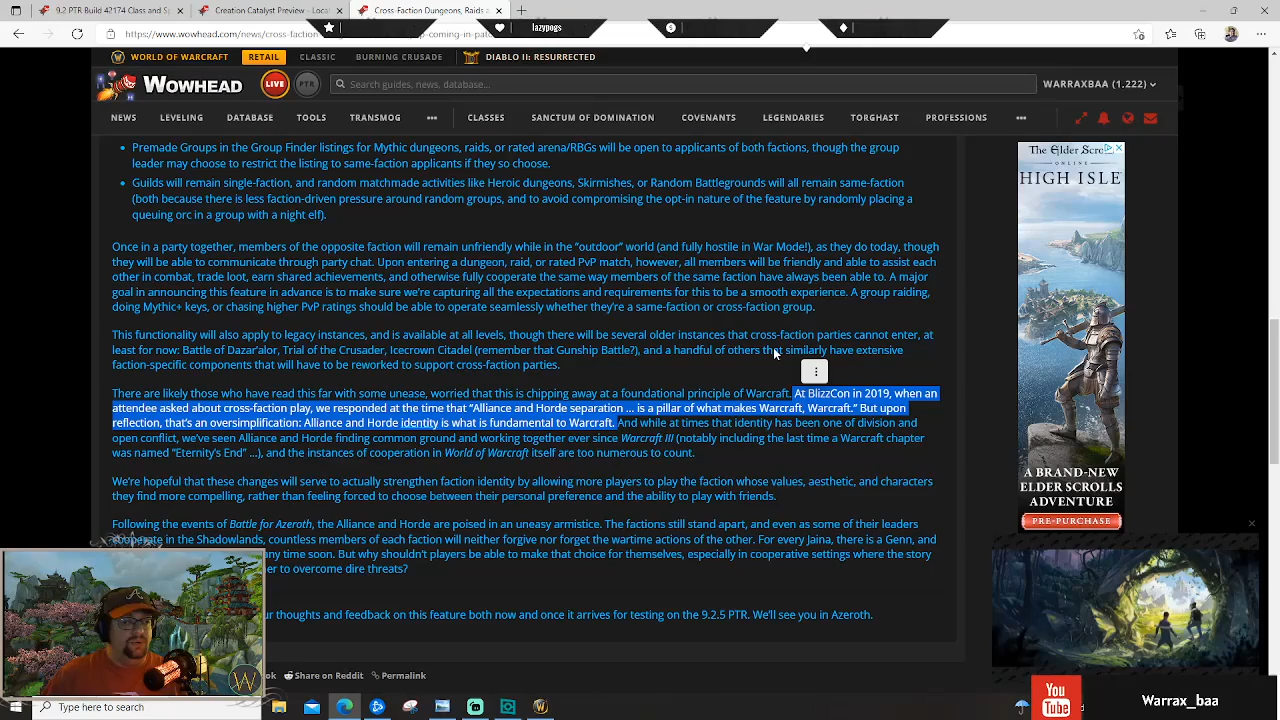 9.2 PTR Build 42174 Class and S
Creation Catalyst Preview - Local
Cross-Faction Dungeons, Raids a
https://www.wowhead.com/news/cross-faction
coming-in-patc
lazypogs
WORLD OF WARCRAFT
RETAIL
CLASSIC
BURNING CRUSADE
DIABLO II: RESURRECTED
WOWHEAD
LIVE
PTR
Search guides, news, database...
WARRAXBAA (1.222)
NEWS
LEVELING
DATABASE
TOOLS
TRANSMOG
CLASSES
SANCTUM OF DOMINATION
COVENANTS
LEGENDARIES
TORGHAST
PROFESSIONS
Premade Groups in the Group Finder listings for Mythic dungeons, raids, or rated arena/RBGs will be open to applicants of both factions, though the group
leader may choose to restrict the listing to same-faction applicants if they so choose.
Guilds will remain single-faction, and random matchmade activities like Heroic dungeons, Skirmishes, or Random Battlegrounds will all remain same-faction
(both because there is less faction-driven pressure around random groups, and to avoid compromising the opt-in nature of the feature by randomly placing a
queuing orc in a group with a night elf).
Once in a party together, members of the opposite faction will remain unfriendly while in the “outdoor” world (and fully hostile in War Mode!), as they do today, though
they will be able to communicate through party chat. Upon entering a dungeon, raid, or rated PvP match, however, all members will be friendly and able to assist each
other in combat, trade loot, earn shared achievements, and otherwise fully cooperate the same way members of the same faction have always been able to. A major
goal in announcing this feature in advance is to make sure we’re capturing all the expectations and requirements for this to be a smooth experience. A group raiding,
doing Mythic+ keys, or chasing higher PvP ratings should be able to operate seamlessly whether they’re a same-faction or cross-faction group.
This functionality will also apply to legacy instances, and is available at all levels, though there will be several older instances that cross-faction parties cannot enter, at
least for now: Battle of Dazar’alor, Trial of the Crusader, Icecrown Citadel (remember that Gunship Battle?), and a handful of others that similarly have extensive
faction-specific components that will have to be reworked to support cross-faction parties.
There are likely those who have read this far with some unease, worried that this is chipping away at a foundational principle of Warcraft. At BlizzCon in 2019, when an
attendee asked about cross-faction play, we responded at the time that “Alliance and Horde separation ... is a pillar of what makes Warcraft, Warcraft.” But upon
reflection, that’s an oversimplification: Alliance and Horde identity is what is fundamental to Warcraft. And while at times that identity has been one of division and
open conflict, we’ve seen Alliance and Horde finding common ground and working together ever since Warcraft III (notably including the last time a Warcraft chapter
was named “Eternity’s End” ...), and the instances of cooperation in World of Warcraft itself are too numerous to count.
We’re hopeful that these changes will serve to actually strengthen faction identity by allowing more players to play the faction whose values, aesthetic, and characters
they find more compelling, rather than feeling forced to choose between their personal preference and the ability to play with friends.
Following the events of Battle for Azeroth, the Alliance and Horde are poised in an uneasy armistice. The factions still stand apart, and even as some of their leaders
in the Shadowlands, countless members of each faction will neither forgive nor forget the wartime actions of the other. For every Jaina, there is a Genn, and
any time soon. But why shouldn’t players be able to make that choice for themselves, especially in cooperative settings where the story
er to overcome dire threats?
ur thoughts and feedback on this feature both now and once it arrives for testing on the 9.2.5 PTR. We’ll see you in Azeroth.
ok
Share on Reddit
Permalink
The Elder Scrolls
ONLINE
HIGH ISLE
A BRAND-NEW
ELDER SCROLLS
ADVENTURE
PRE-PURCHASE
A
W
Type here to search
You
Tube
Warrax_baa